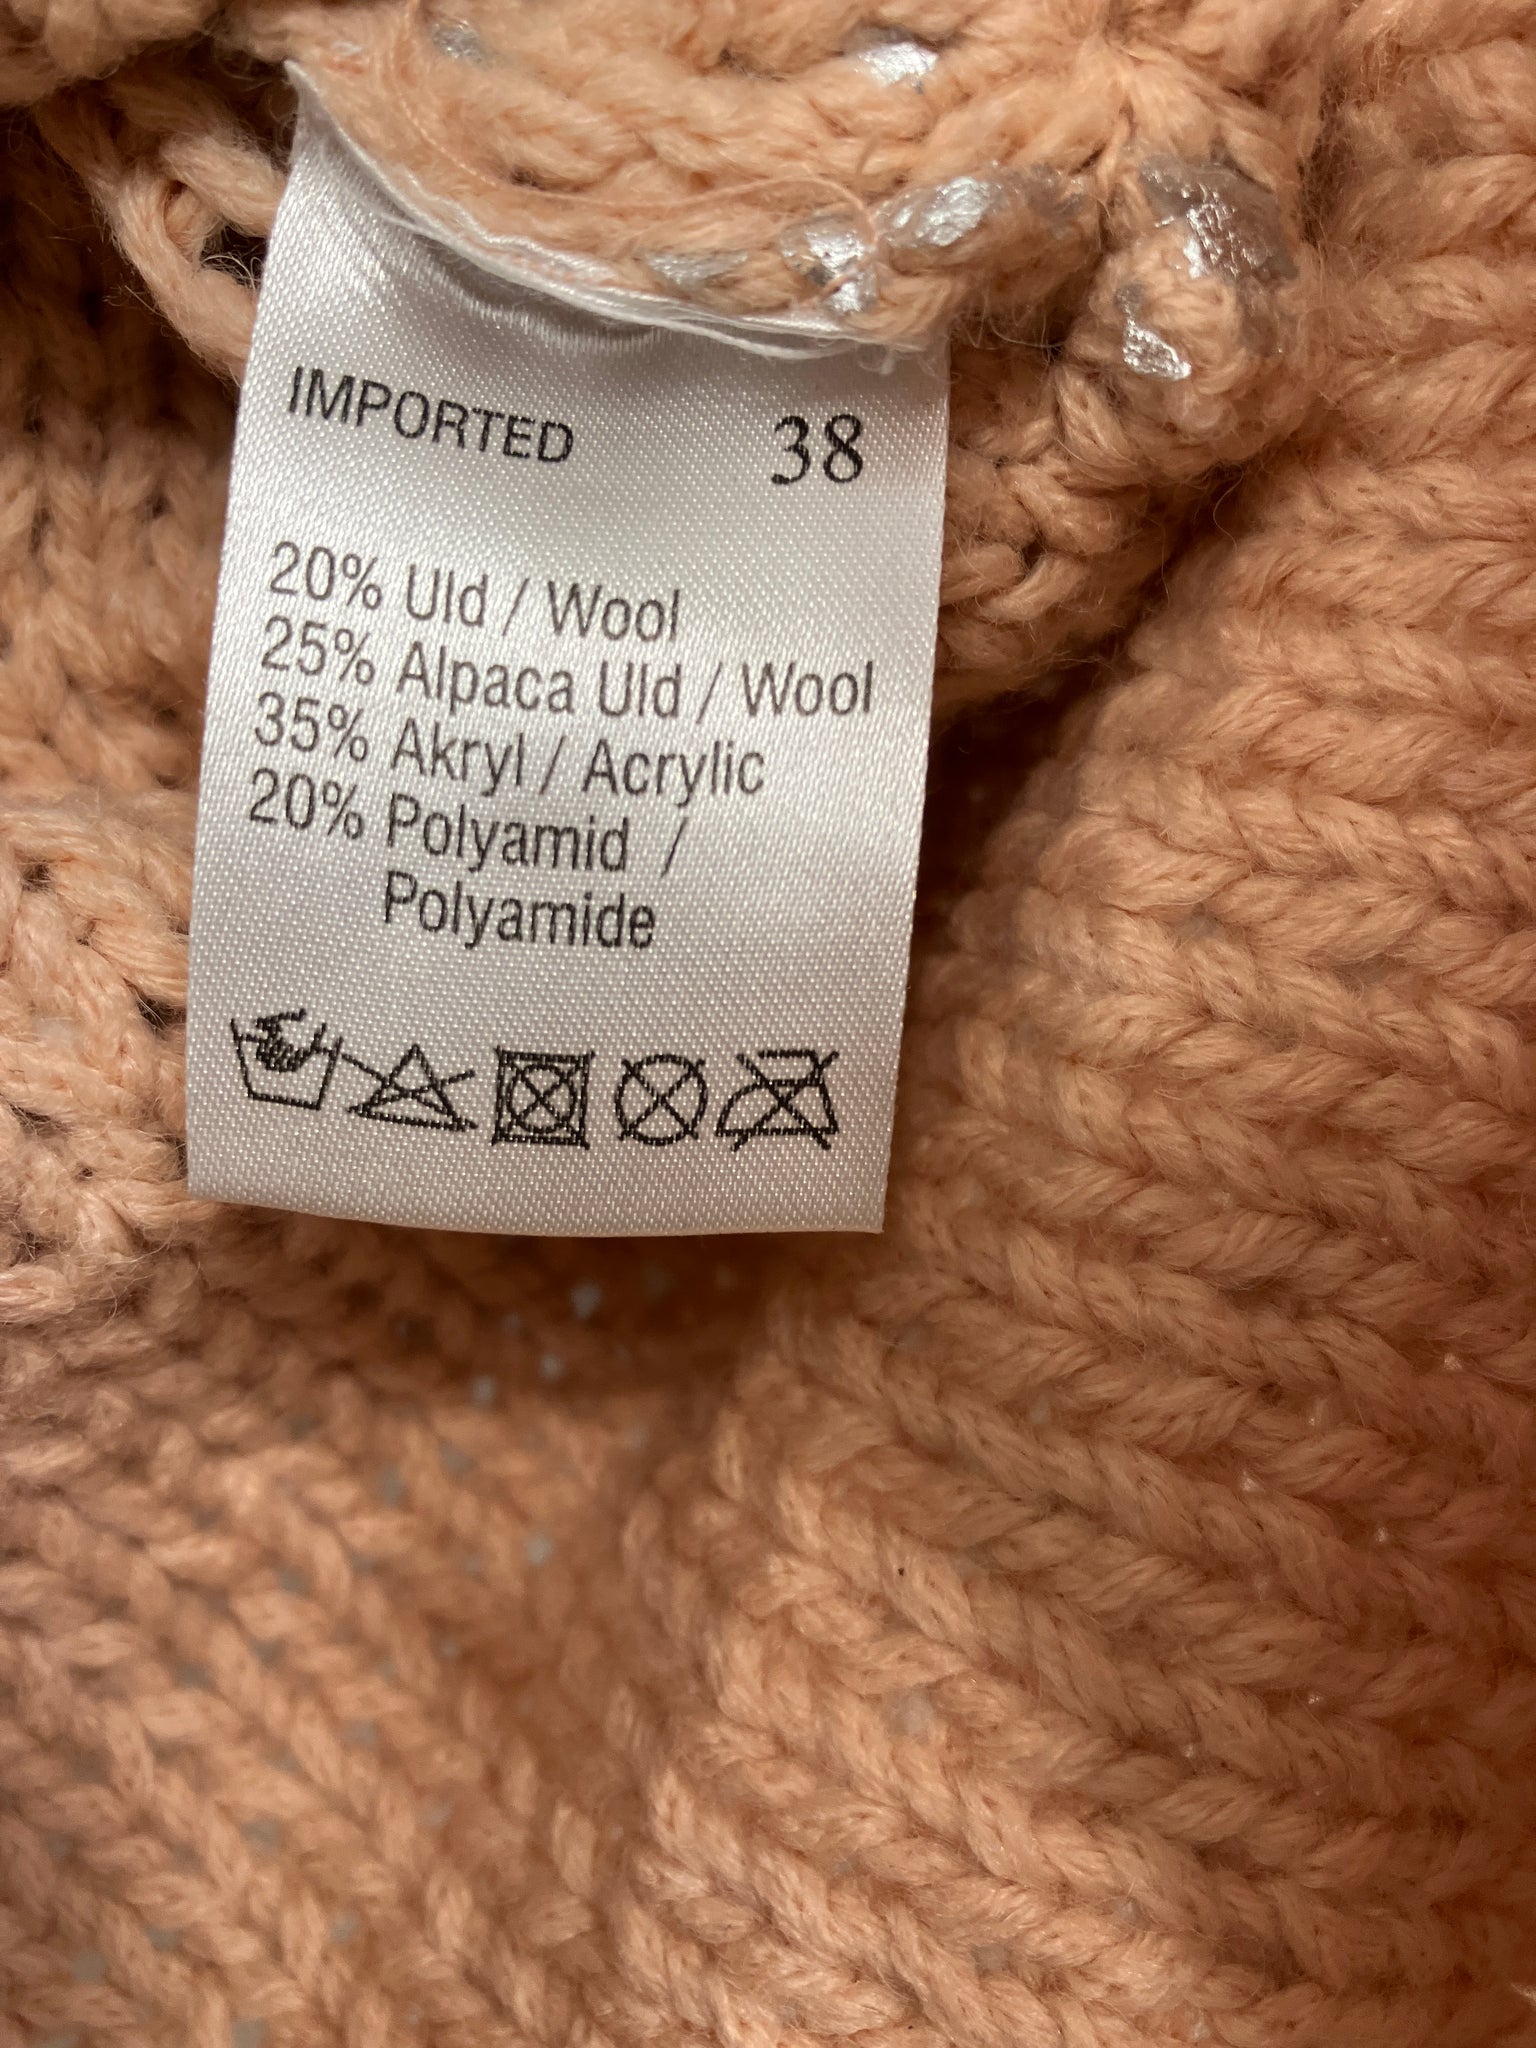 IMPORTED 38
20% Uld / Wool
25% Alpaca Uld / Wool
35% Akryl / Acrylic
20% Polyamid /
Polyamide